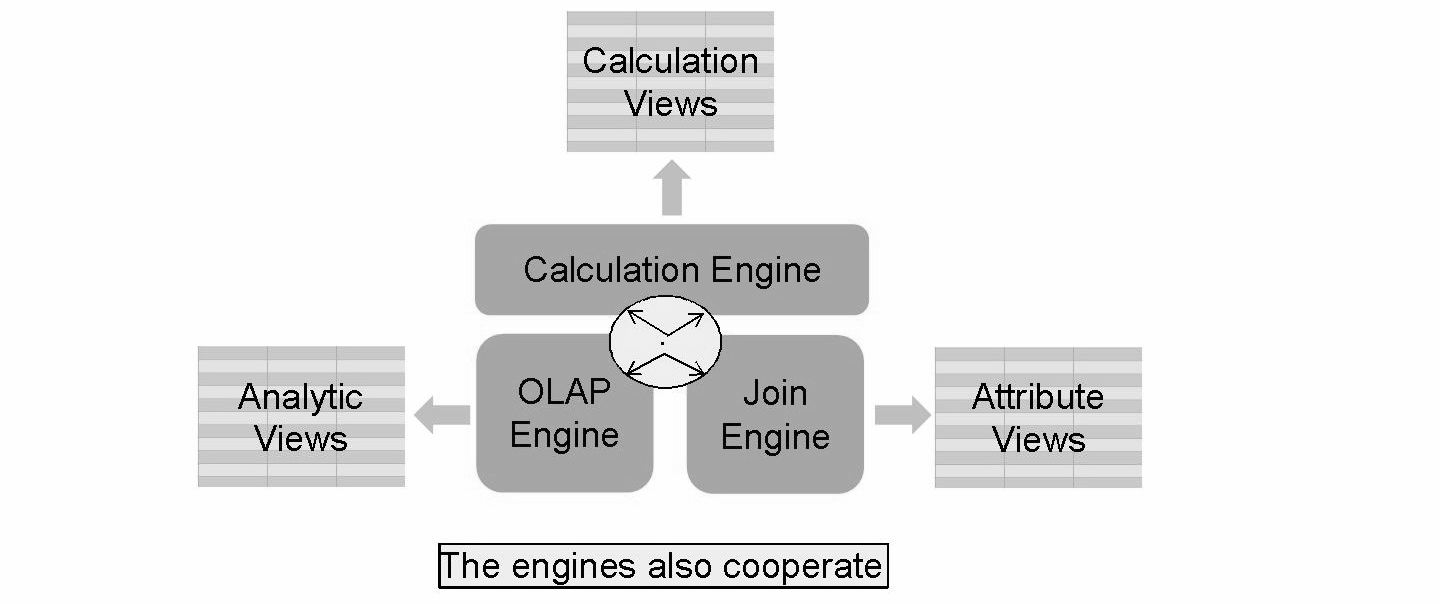 Calculation
Views
Calculation Engine
Analytic
Views
OLAP
Engine
Join
Engine
Attribute
Views
The engines also cooperate